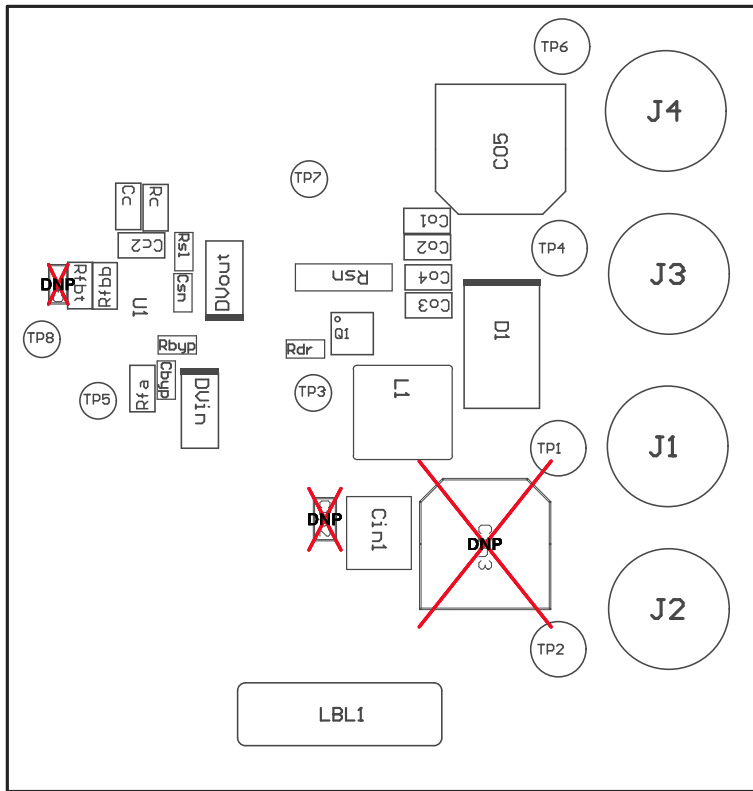 TP6
J4
CO5
TP7
Cc
Rc
Co1
Cc2
Rsl
Co2
TP4
J3
DNP
Rfbt
Rfbb
Csn
DVout
Rsn
Co4
Co3
U1
D1
Q1
TP8
Rbyp
Rdr
Cbyp
Rfa
DVin
L1
TP3
TP5
TP1
J1
DNP
Cin1
DNP
J2
TP2
LBL1